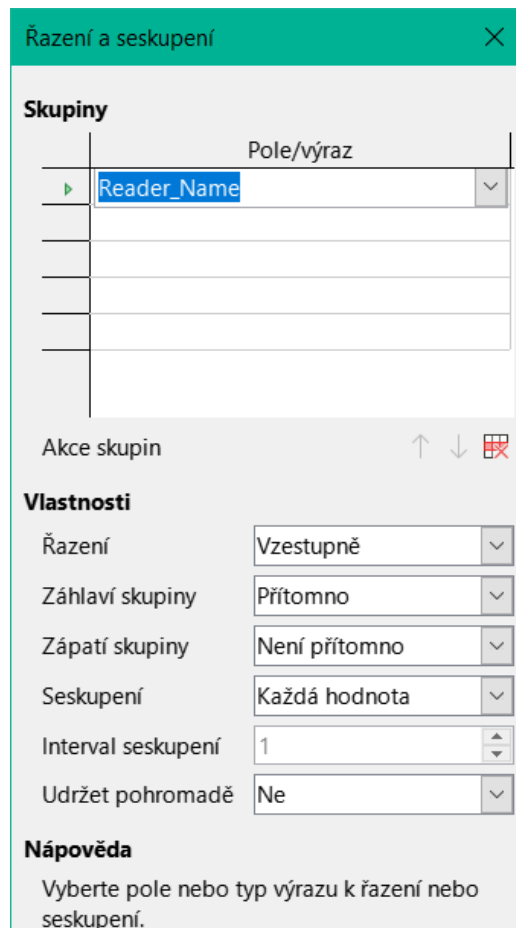 Řazení a seskupení
Skupiny
Pole/výraz
Reader_Name
Akce skupin
Vlastnosti
Řazení Vzestupně
Záhlaví skupiny Přítomno
Zápatí skupiny Není přítomno
Seskupení Každá hodnota
Interval seskupení 1
Udržet pohromadě Ne
Nápověda
Vyberte pole nebo typ výrazu k řazení nebo
seskupení.